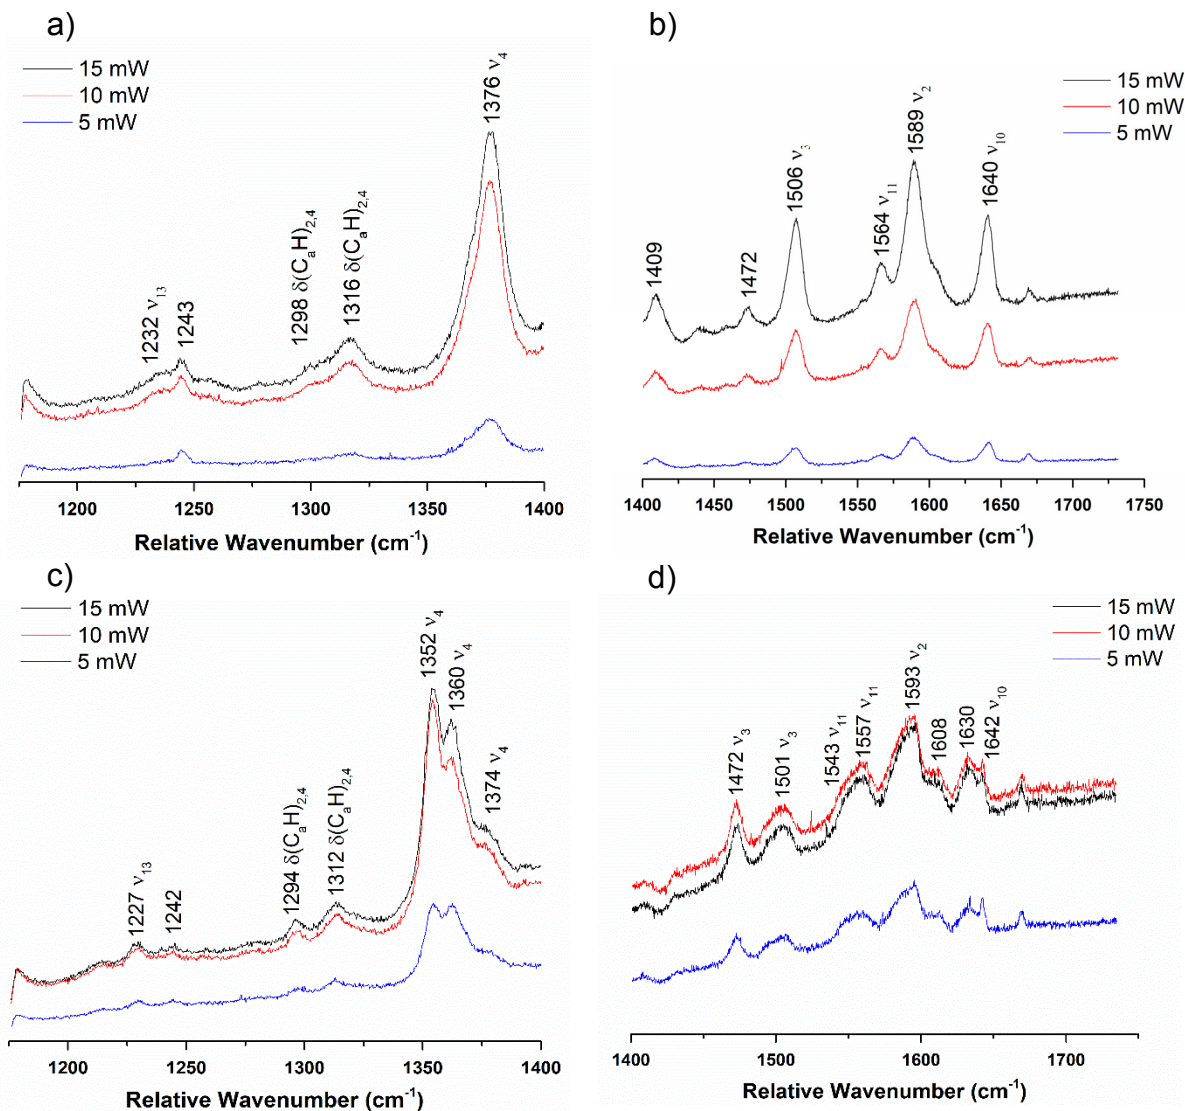 a)
15 mW
10 mW
5 mW
1232 ν₁₃
1243
1298 δ(CₐH)₂,₄
1316 δ(CₐH)₂,₄
1376 ν₄
1200 1250 1300 1350 1400
Relative Wavenumber (cm⁻¹)
b)
15 mW
10 mW
5 mW
1409
1472
1506 ν₃
1564 ν₁₁
1589 ν₂
1640 ν₁₀
1400 1450 1500 1550 1600 1650 1700 1750
Relative Wavenumber (cm⁻¹)
c)
15 mW
10 mW
5 mW
1227 ν₁₃
1242
1294 δ(CₐH)₂,₄
1312 δ(CₐH)₂,₄
1352 ν₄
1360 ν₄
1374 ν₄
1200 1250 1300 1350 1400
Relative Wavenumber (cm⁻¹)
d)
15 mW
10 mW
5 mW
1472 ν₃
1501 ν₃
1543 ν₁₁
1557 ν₁₁
1593 ν₂
1608
1630
1642 ν₁₀
1400 1500 1600 1700
Relative Wavenumber (cm⁻¹)